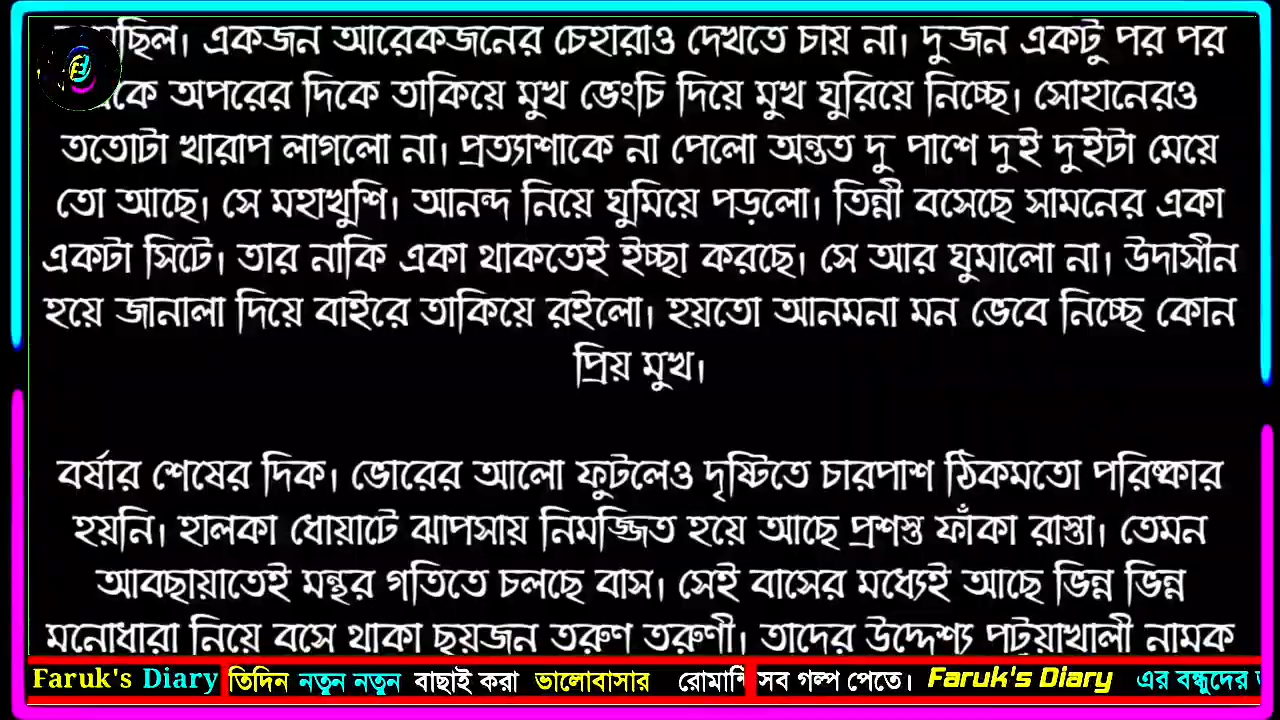 একজন আরেকজনের চেহারাও দেখতে চায় না। দুজন একটু পর পর
অপরের দিকে তাকিয়ে মুখ ভেংচি দিয়ে মুখ ঘুরিয়ে নিচ্ছে। সোহানেরও
ততোটা খারাপ লাগলো না। প্রত্যাশাকে না পেলো অন্তত দু পাশে দুই দুইটা মেয়ে
তো আছে। সে মহাখুশি। আনন্দ নিয়ে ঘুমিয়ে পড়লো। তিন্নী বসেছে সামনের একা
একটা সিটে। তার নাকি একা থাকতেই ইচ্ছা করছে। সে আর ঘুমালো না। উদাসীন
হয়ে জানালা দিয়ে বাইরে তাকিয়ে রইলো। হয়তো আনমনা মন ভেবে নিচ্ছে কোন
প্রিয় মুখ।
বর্ষার শেষের দিক। ভোরের আলো ফুটলেও দৃষ্টিতে চারপাশ ঠিকমতো পরিষ্কার
হয়নি। হালকা ধোয়াটে ঝাপসায় নিমজ্জিত হয়ে আছে প্রশস্ত ফাঁকা রাস্তা। তেমন
আবছায়াতেই মন্থর গতিতে চলছে বাস। সেই বাসের মধ্যেই আছে ভিন্ন ভিন্ন
মনোধারা নিয়ে বসে থাকা ছয়জন তরুণ তরুণী। তাদের উদ্দেশ্য পটুয়াখালী নামক
Faruk's Diary তিদিন নতুন নতুন বাছাই করা ভালোবাসার সব গল্প পেতে। Faruk's Diary এর বন্ধুদের